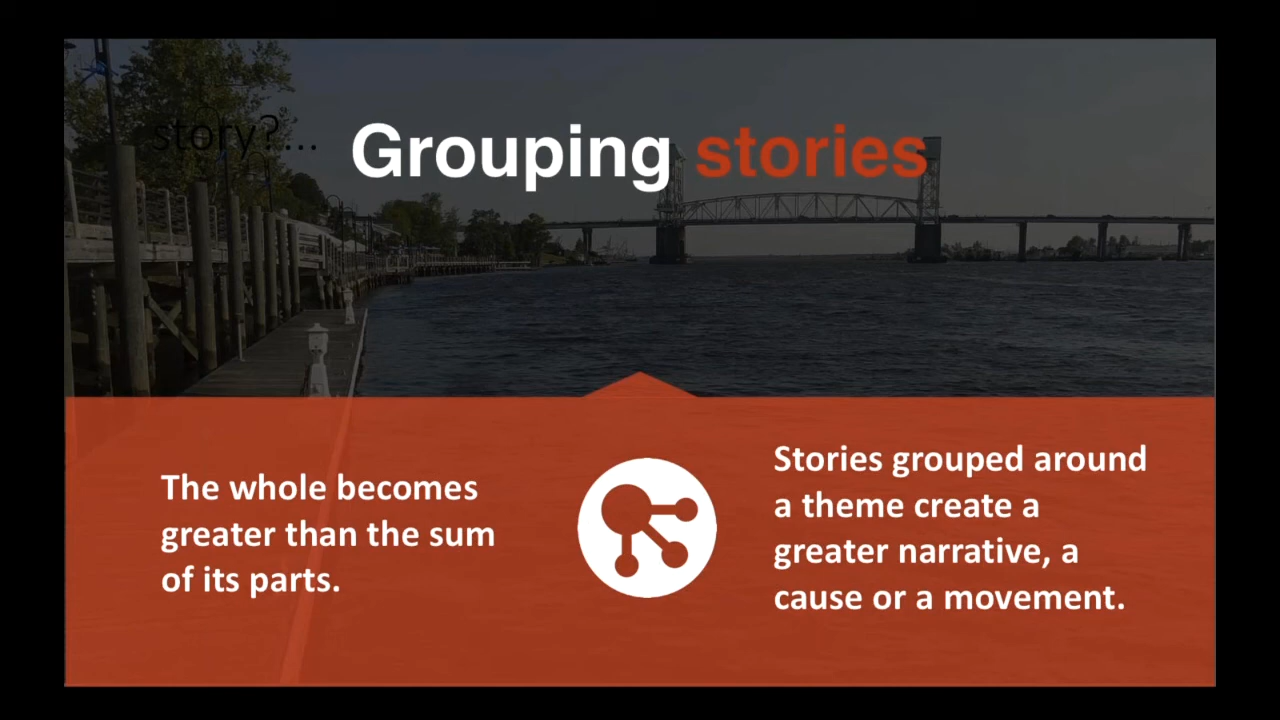 story?...
Grouping stories
The whole becomes
greater than the sum
of its parts.
Stories grouped around
a theme create a
greater narrative, a
cause or a movement.